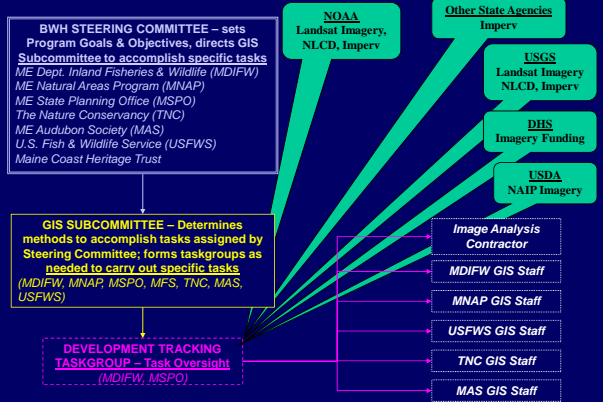 BWH STEERING COMMITTEE – sets
Program Goals & Objectives, directs GIS
Subcommittee to accomplish specific tasks
ME Dept. Inland Fisheries & Wildlife (MDIFW)
ME Natural Areas Program (MNAP)
ME State Planning Office (MSPO)
The Nature Conservancy (TNC)
ME Audubon Society (MAS)
U.S. Fish & Wildlife Service (USFWS)
Maine Coast Heritage Trust
NOAA
Landsat Imagery,
NLCD, Imperv
Other State Agencies
Imperv
USGS
Landsat Imagery
NLCD, Imperv
DHS
Imagery Funding
USDA
NAIP Imagery
GIS SUBCOMMITTEE – Determines
methods to accomplish tasks assigned by
Steering Committee; forms taskgroups as
needed to carry out specific tasks
(MDIFW, MNAP, MSPO, MFS, TNC, MAS,
USFWS)
DEVELOPMENT TRACKING
TASKGROUP – Task Oversight
(MDIFW, MSPO)
Image Analysis
Contractor
MDIFW GIS Staff
MNAP GIS Staff
USFWS GIS Staff
TNC GIS Staff
MAS GIS Staff